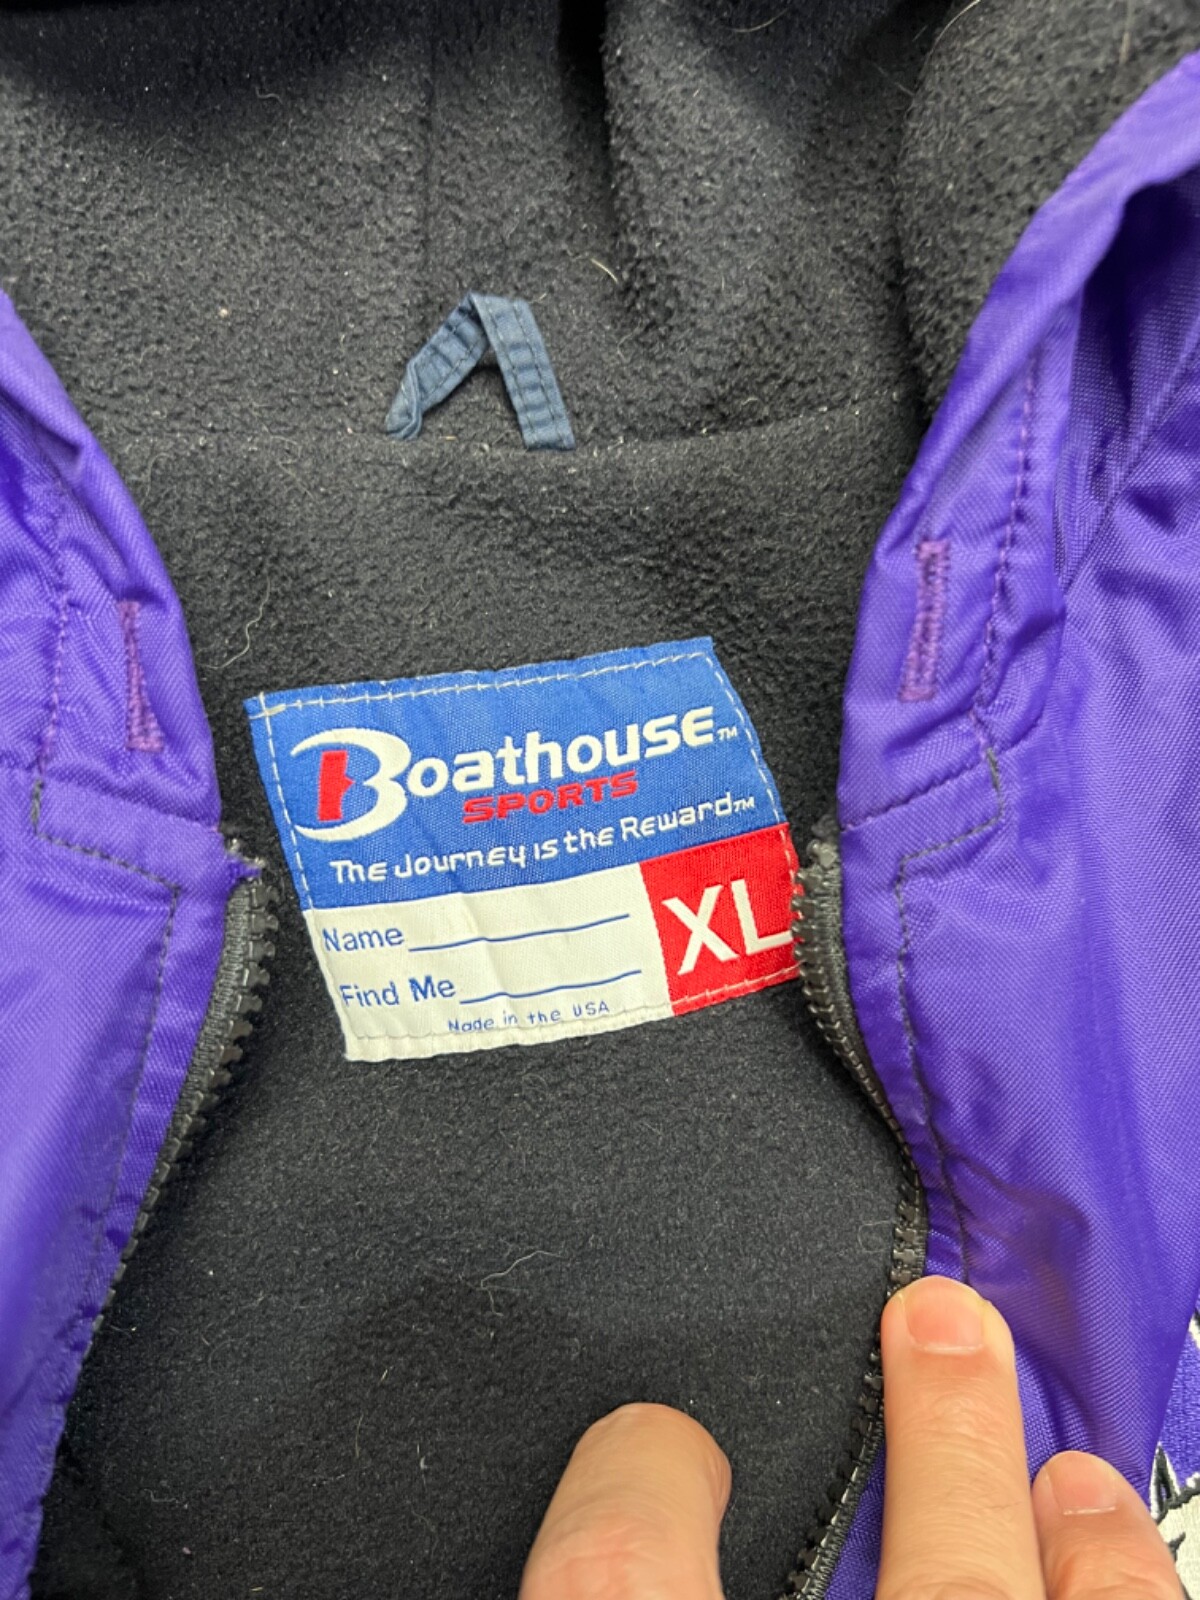 Boathouse™
SPORTS
The Journey is the Reward™
Name
XL
Find Me
Made in the USA